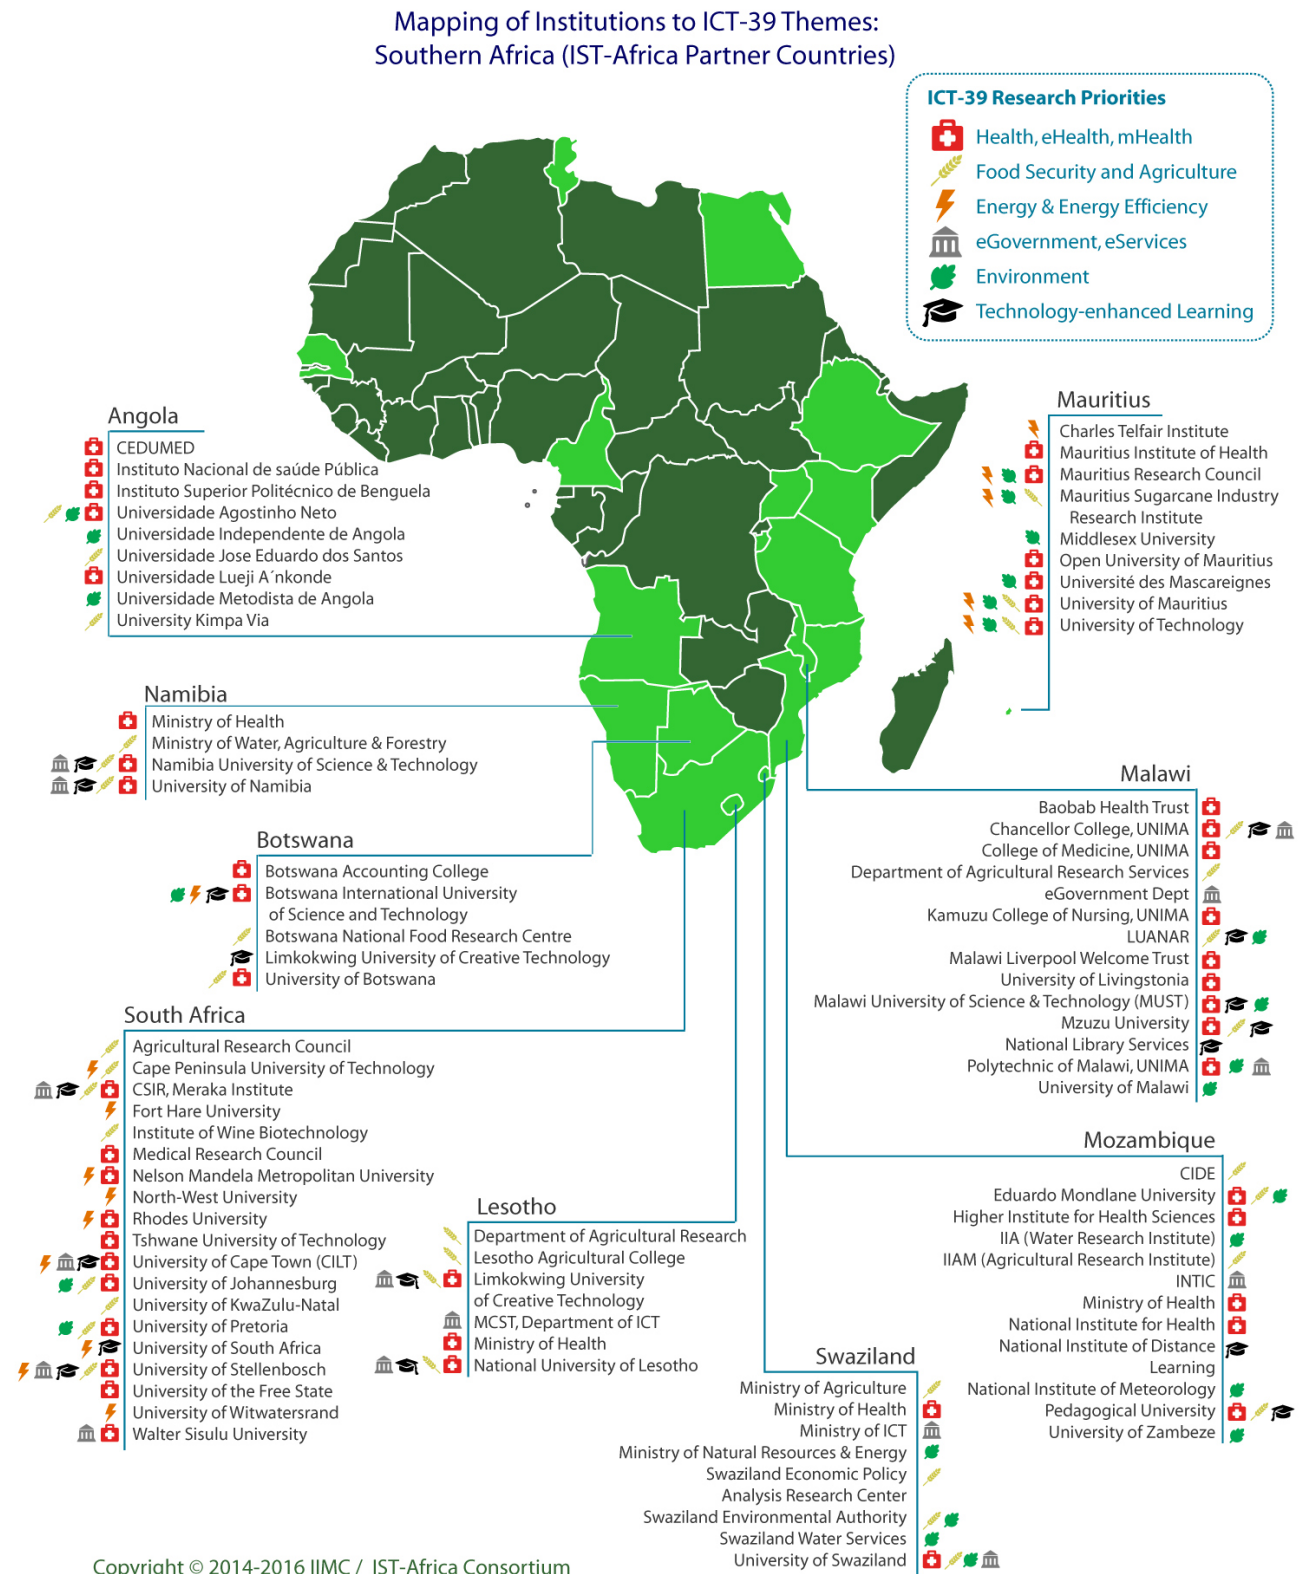 Mapping of Institutions to ICT-39 Themes:
Southern Africa (IST-Africa Partner Countries)
ICT-39 Research Priorities
Health, eHealth, mHealth
Food Security and Agriculture
Energy & Energy Efficiency
eGovernment, eServices
Environment
Technology-enhanced Learning
Angola
CEDUMED
Instituto Nacional de saúde Pública
Instituto Superior Politécnico de Benguela
Universidade Agostinho Neto
Universidade Independente de Angola
Universidade Jose Eduardo dos Santos
Universidade Lueji A´nkonde
Universidade Metodista de Angola
University Kimpa Via
Mauritius
Charles Telfair Institute
Mauritius Institute of Health
Mauritius Research Council
Mauritius Sugarcane Industry
Research Institute
Middlesex University
Open University of Mauritius
Université des Mascareignes
University of Mauritius
University of Technology
Namibia
Ministry of Health
Ministry of Water, Agriculture & Forestry
Namibia University of Science & Technology
University of Namibia
Botswana
Botswana Accounting College
Botswana International University
of Science and Technology
Botswana National Food Research Centre
Limkokwing University of Creative Technology
University of Botswana
Malawi
Baobab Health Trust
Chancellor College, UNIMA
College of Medicine, UNIMA
Department of Agricultural Research Services
eGovernment Dept
Kamuzu College of Nursing, UNIMA
LUANAR
Malawi Liverpool Welcome Trust
University of Livingstonia
Malawi University of Science & Technology (MUST)
Mzuzu University
National Library Services
Polytechnic of Malawi, UNIMA
University of Malawi
South Africa
Agricultural Research Council
Cape Peninsula University of Technology
CSIR, Meraka Institute
Fort Hare University
Institute of Wine Biotechnology
Medical Research Council
Nelson Mandela Metropolitan University
North-West University
Rhodes University
Tshwane University of Technology
University of Cape Town (CILT)
University of Johannesburg
University of KwaZulu-Natal
University of Pretoria
University of South Africa
University of Stellenbosch
University of the Free State
University of Witwatersrand
Walter Sisulu University
Lesotho
Department of Agricultural Research
Lesotho Agricultural College
Limkokwing University
of Creative Technology
MCST, Department of ICT
Ministry of Health
National University of Lesotho
Mozambique
CIDE
Eduardo Mondlane University
Higher Institute for Health Sciences
IIA (Water Research Institute)
IIAM (Agricultural Research Institute)
INTIC
Ministry of Health
National Institute for Health
National Institute of Distance
Learning
National Institute of Meteorology
Pedagogical University
University of Zambeze
Swaziland
Ministry of Agriculture
Ministry of Health
Ministry of ICT
Ministry of Natural Resources & Energy
Swaziland Economic Policy
Analysis Research Center
Swaziland Environmental Authority
Swaziland Water Services
University of Swaziland
Copyright © 2014-2016 IIMC / IST-Africa Consortium